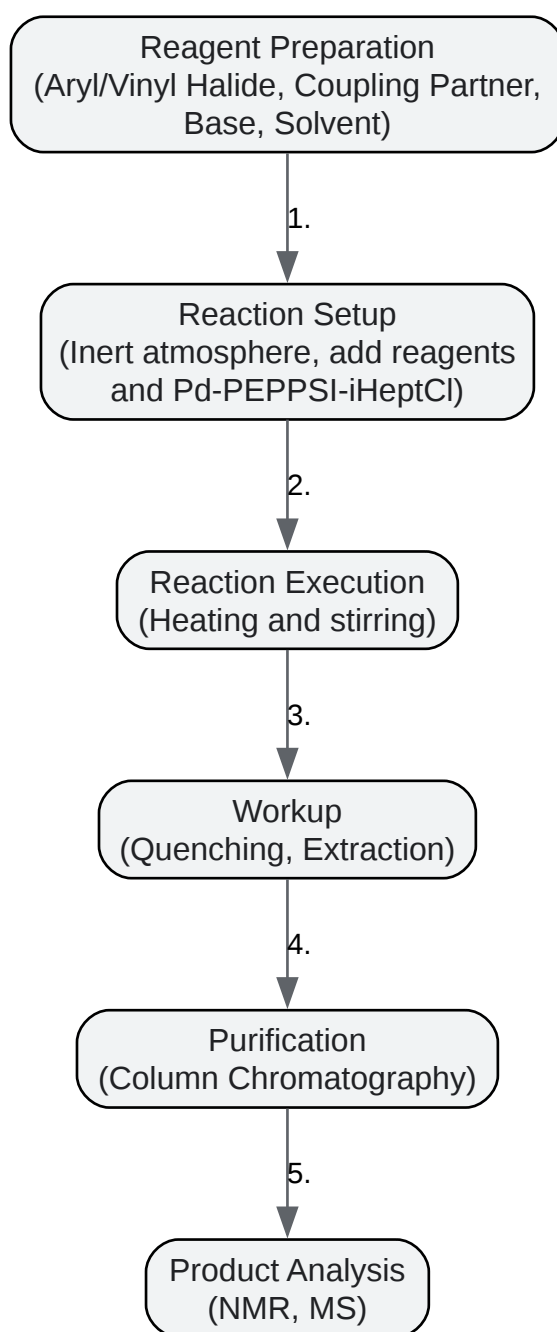 Reagent Preparation
(Aryl/Vinyl Halide, Coupling Partner,
Base, Solvent)
1.
Reaction Setup
(Inert atmosphere, add reagents
and Pd-PEPPSI-iHeptCl)
2.
Reaction Execution
(Heating and stirring)
3.
Workup
(Quenching, Extraction)
4.
Purification
(Column Chromatography)
5.
Product Analysis
(NMR, MS)